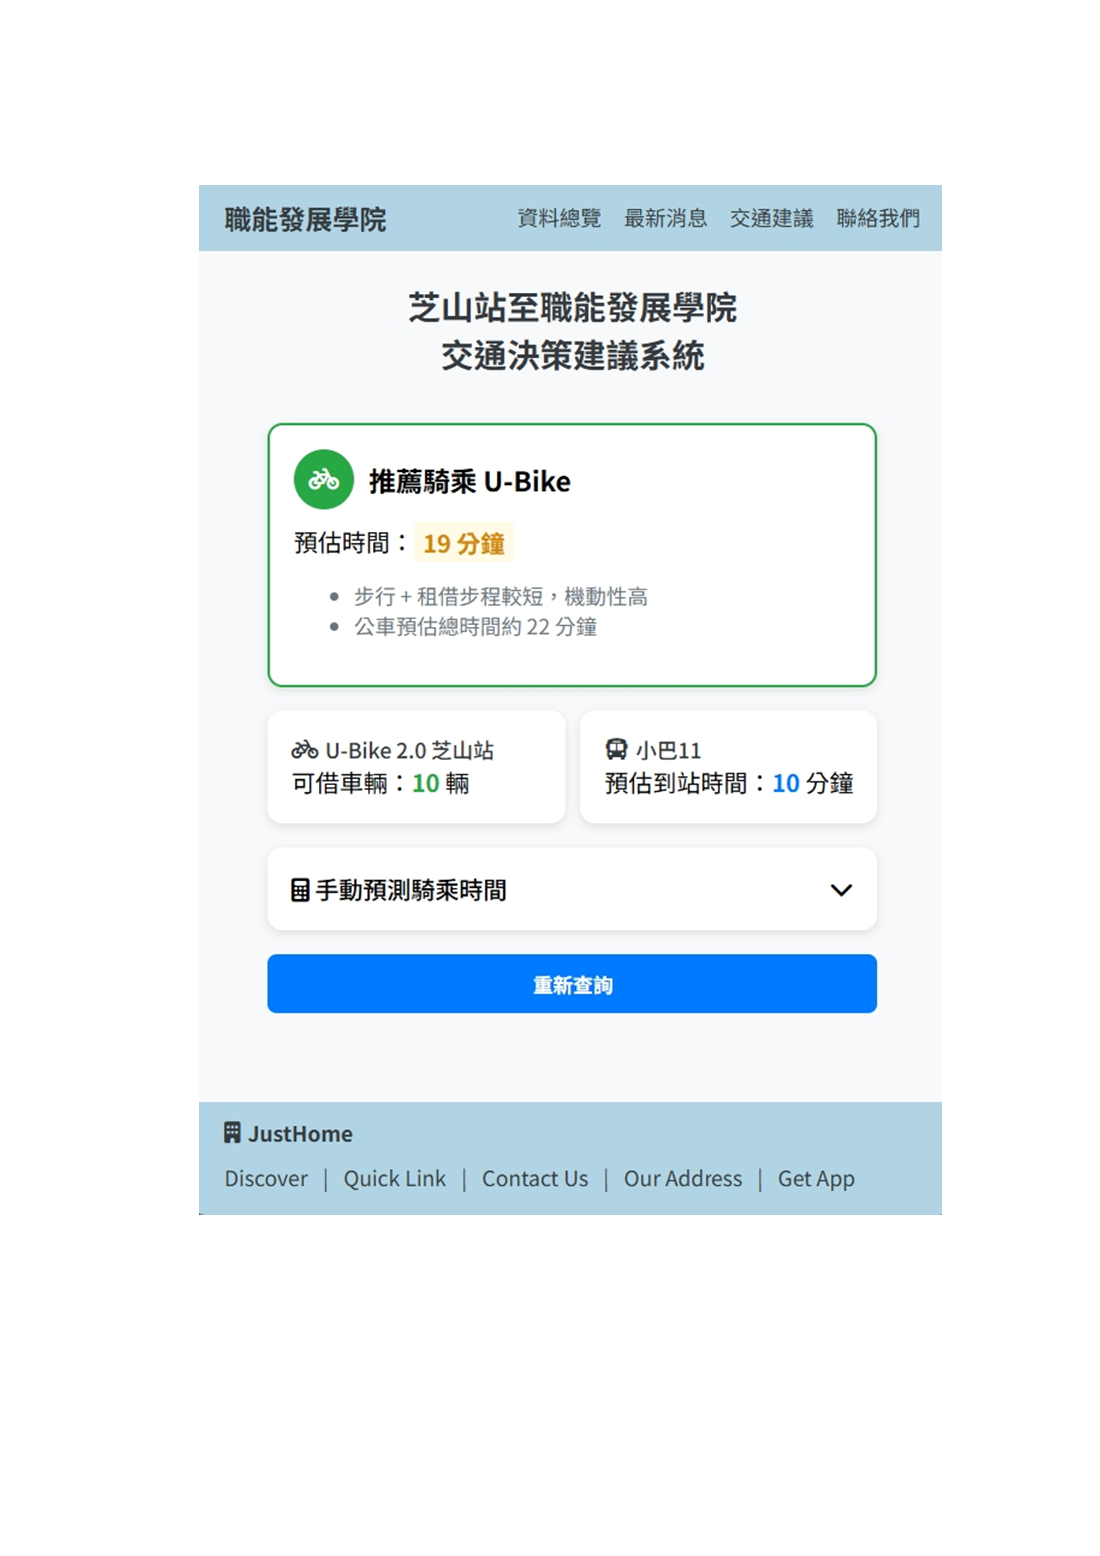 職能發展學院 資料總覽 最新消息 交通建議 聯絡我們
芝山站至職能發展學院
交通決策建議系統
推薦騎乘 U-Bike
預估時間： 19 分鐘
步行 + 租借步程較短，機動性高
公車預估總時間約 22 分鐘
U-Bike 2.0 芝山站
可借車輛：10 輛
小巴11
預估到站時間：10 分鐘
手動預測騎乘時間
重新查詢
JustHome
Discover | Quick Link | Contact Us | Our Address | Get App